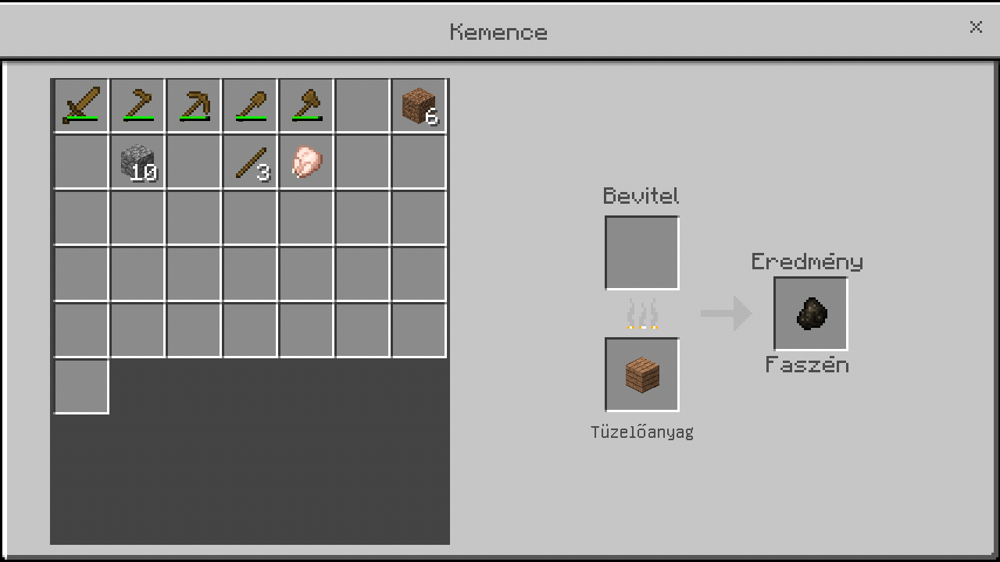 Kemence
6
10
3
Bevitel
Eredmény
Faszén
Tüzelőanyag